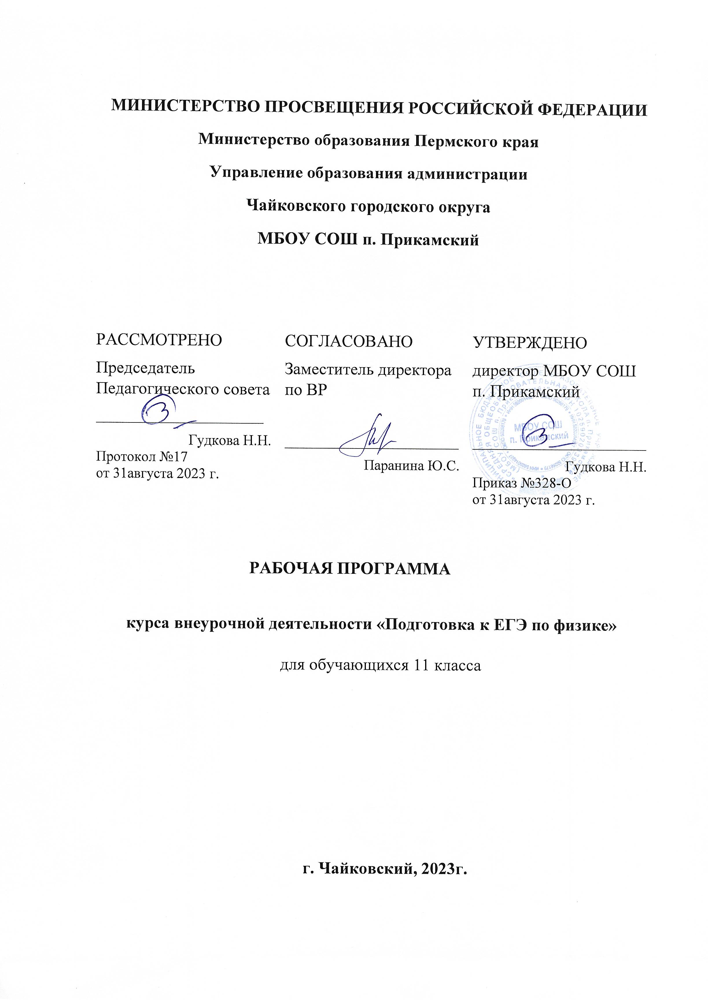 МИНИСТЕРСТВО ПРОСВЕЩЕНИЯ РОССИЙСКОЙ ФЕДЕРАЦИИ
Министерство образования Пермского края
Управление образования администрации
Чайковского городского округа
МБОУ СОШ п. Прикамский
РАССМОТРЕНО
Председатель
Педагогического совета
Гудкова Н.Н.
Протокол №17
от 31августа 2023 г.
СОГЛАСОВАНО
Заместитель директора
по ВР
Паранина Ю.С.
УТВЕРЖДЕНО
директор МБОУ СОШ
п. Прикамский
МБОУ СОШ
п. Прикамский
Гудкова Н.Н.
Приказ №328-О
от 31августа 2023 г.
РАБОЧАЯ ПРОГРАММА
курса внеурочной деятельности «Подготовка к ЕГЭ по физике»
для обучающихся 11 класса
г. Чайковский, 2023г.